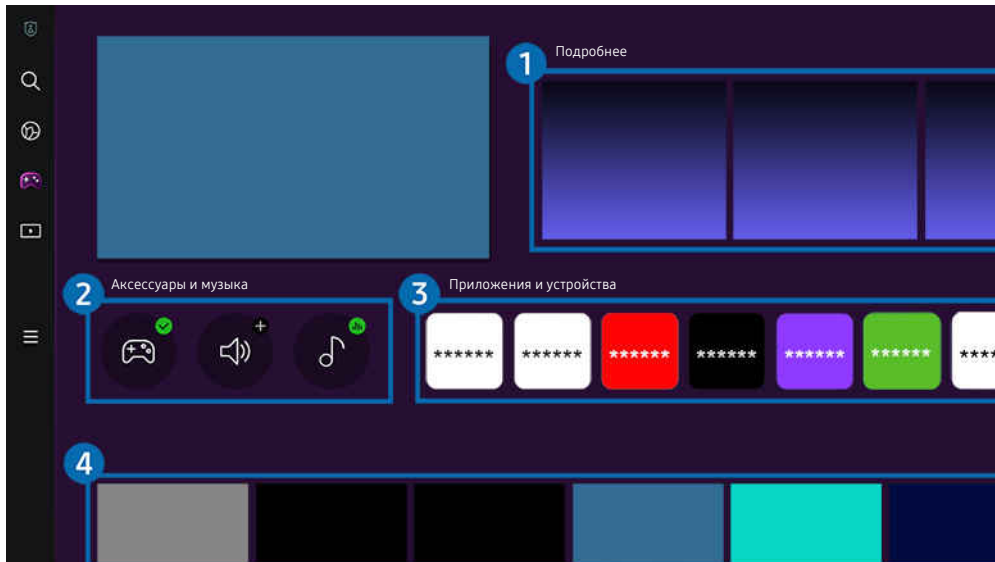 1 Подробнее
2 Аксессуары и музыка
3 Приложения и устройства
****** ****** ****** ****** ****** ****** ****
4